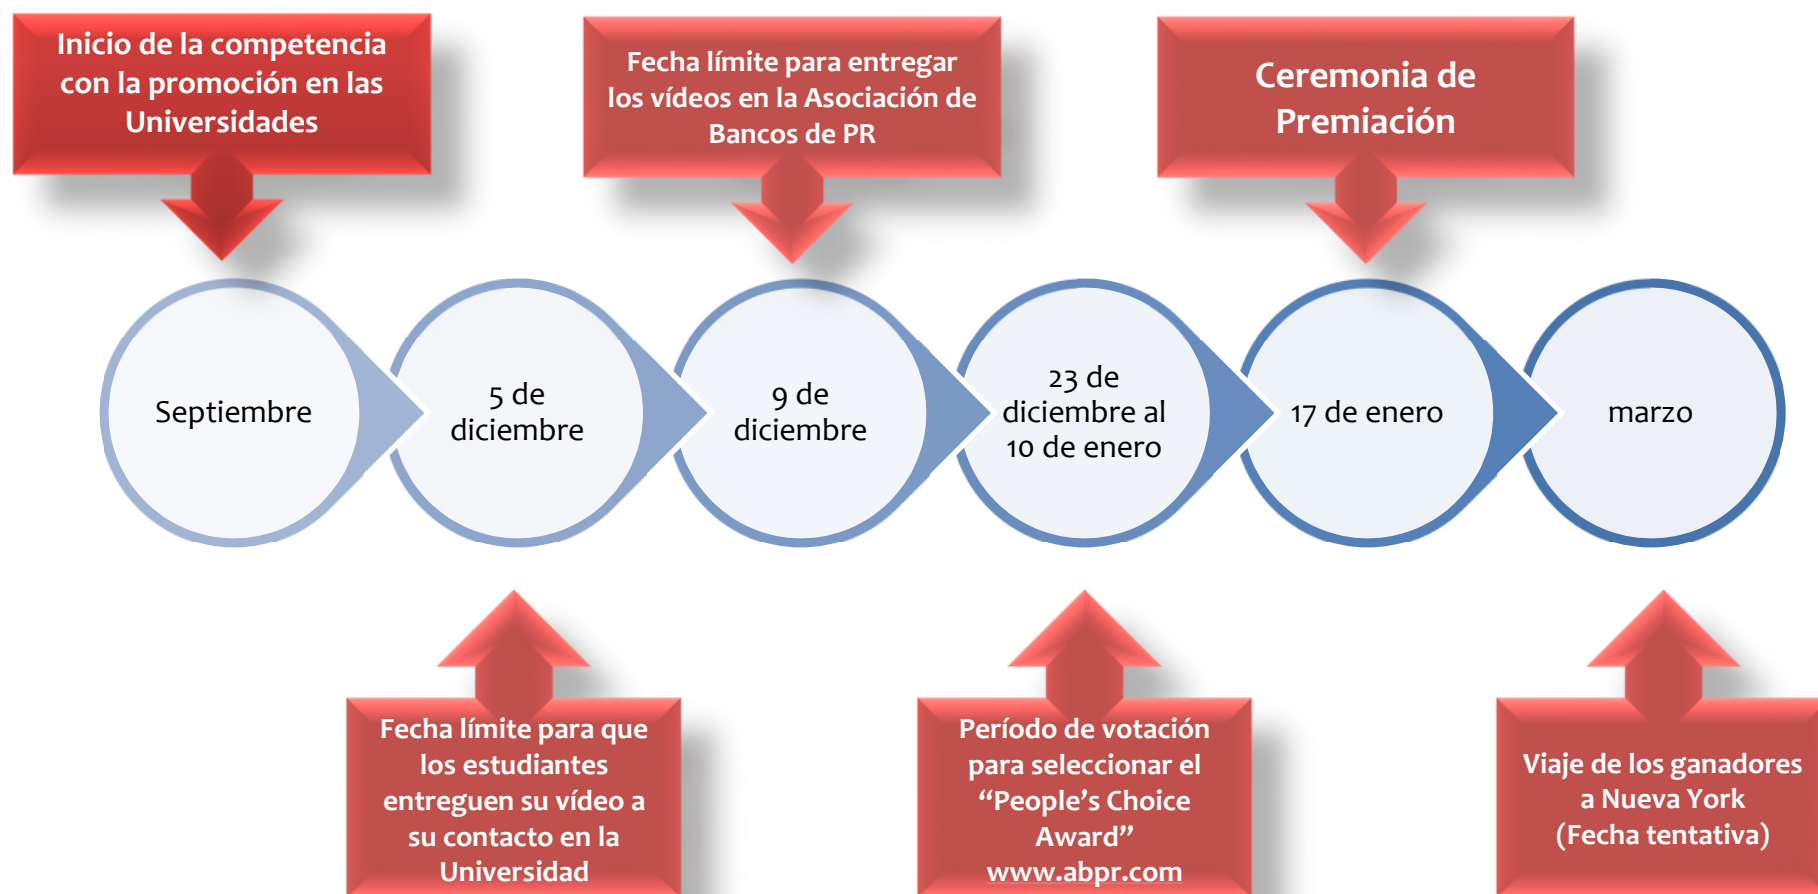 Inicio de la competencia
con la promoción en las
Universidades
Fecha límite para entregar
los vídeos en la Asociación de
Bancos de PR
Ceremonia de
Premiación
Septiembre
5 de
diciembre
9 de
diciembre
23 de
diciembre al
10 de enero
17 de enero
marzo
Fecha límite para que
los estudiantes
entreguen su vídeo a
su contacto en la
Universidad
Período de votación
para seleccionar el
“People’s Choice
Award”
www.abpr.com
Viaje de los ganadores
a Nueva York
(Fecha tentativa)